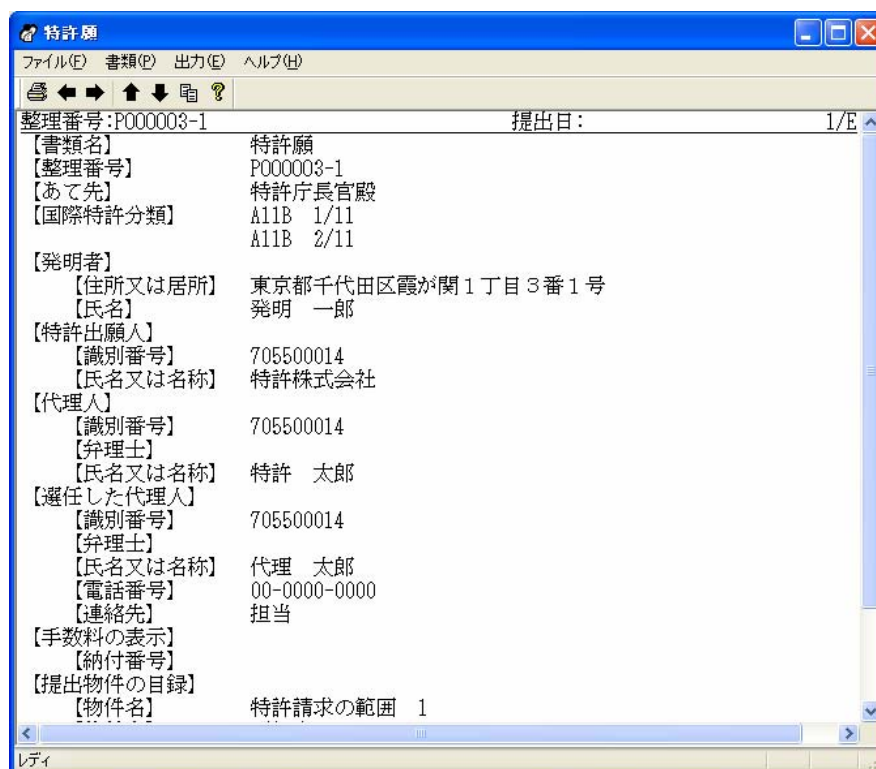 特許願
ファイル(F) 書類(P) 出力(E) ヘルプ(H)
整理番号:P000003-1 提出日: 1/E
【書類名】 特許願
【整理番号】 P000003-1
【あて先】 特許庁長官殿
【国際特許分類】 A11B 1/11
A11B 2/11
【発明者】
【住所又は居所】 東京都千代田区霞が関1丁目3番1号
【氏名】 発明 一郎
【特許出願人】
【識別番号】 705500014
【氏名又は名称】 特許株式会社
【代理人】
【識別番号】 705500014
【弁理士】
【氏名又は名称】 特許 太郎
【選任した代理人】
【識別番号】 705500014
【弁理士】
【氏名又は名称】 代理 太郎
【電話番号】 00-0000-0000
【連絡先】 担当
【手数料の表示】
【納付番号】
【提出物件の目録】
【物件名】 特許請求の範囲 1
レディ